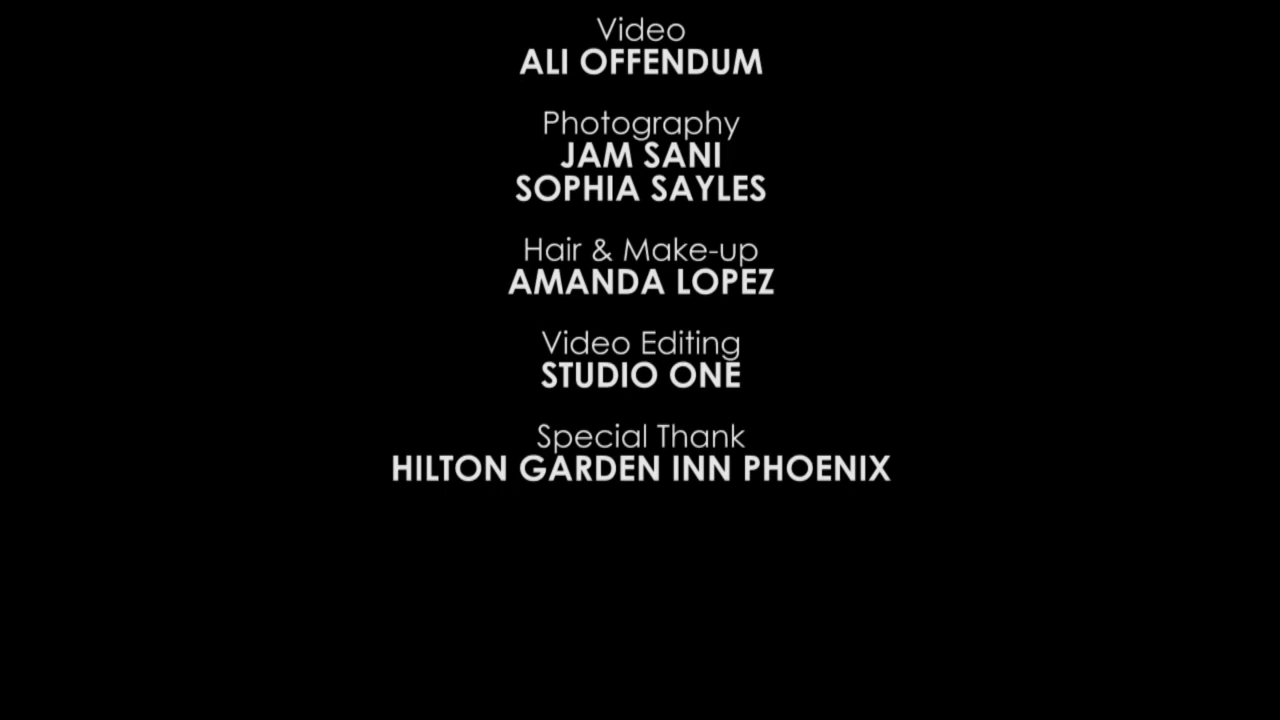 Video
ALI OFFENDUM
Photography
JAM SANI
SOPHIA SAYLES
Hair & Make-up
AMANDA LOPEZ
Video Editing
STUDIO ONE
Special Thank
HILTON GARDEN INN PHOENIX